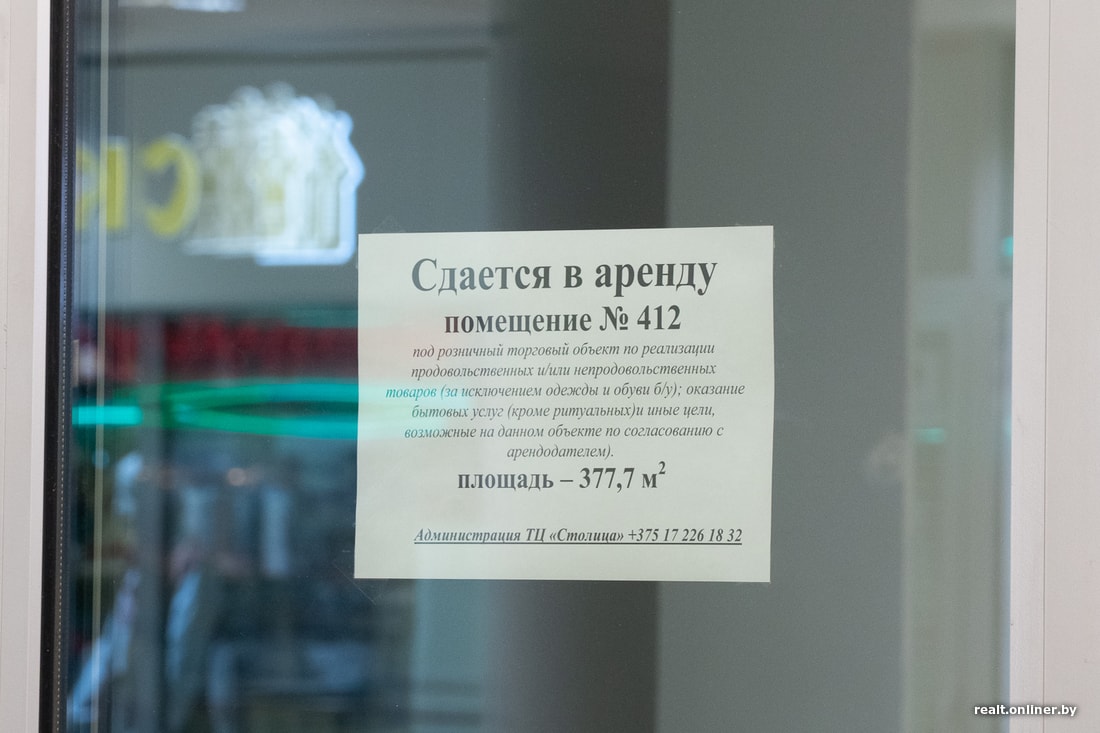 Сдается в аренду
помещение № 412
под розничный торговый объект по реализации
продовольственных и/или непродовольственных
товаров (за исключением одежды и обуви б/у); оказание
бытовых услуг (кроме ритуальных)и иные цели,
возможные на данном объекте по согласованию с
арендодателем).
площадь – 377,7 м²
Администрация ТЦ «Столица» +375 17 226 18 32
realt.onliner.by